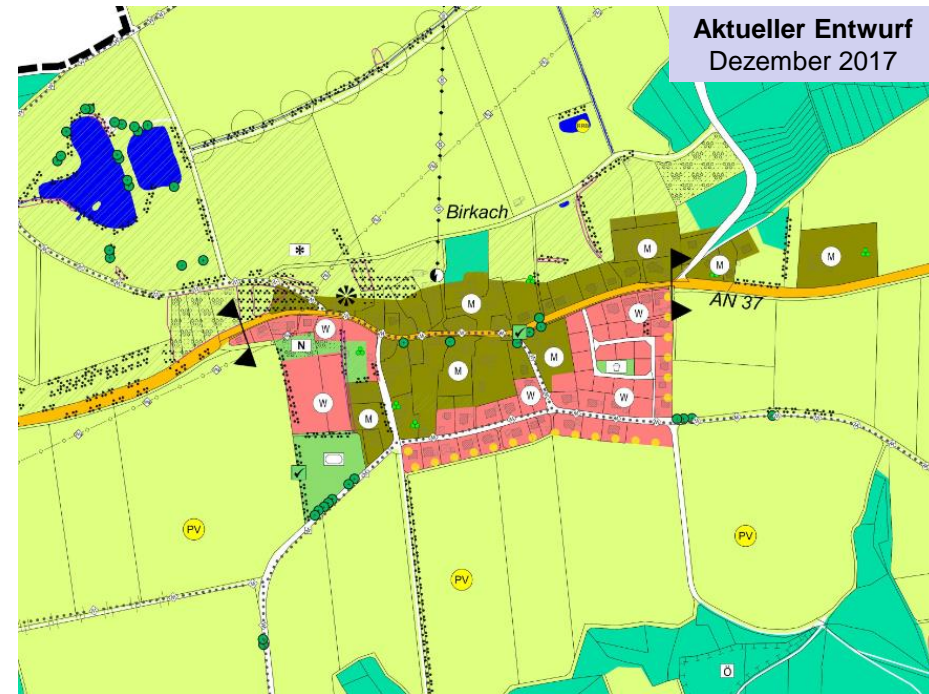 Aktueller Entwurf
Dezember 2017
Birkach
M
M
M
M
AN 37
W
W
N
M
M
W
W
W
M
PV
PV
PV
Ö